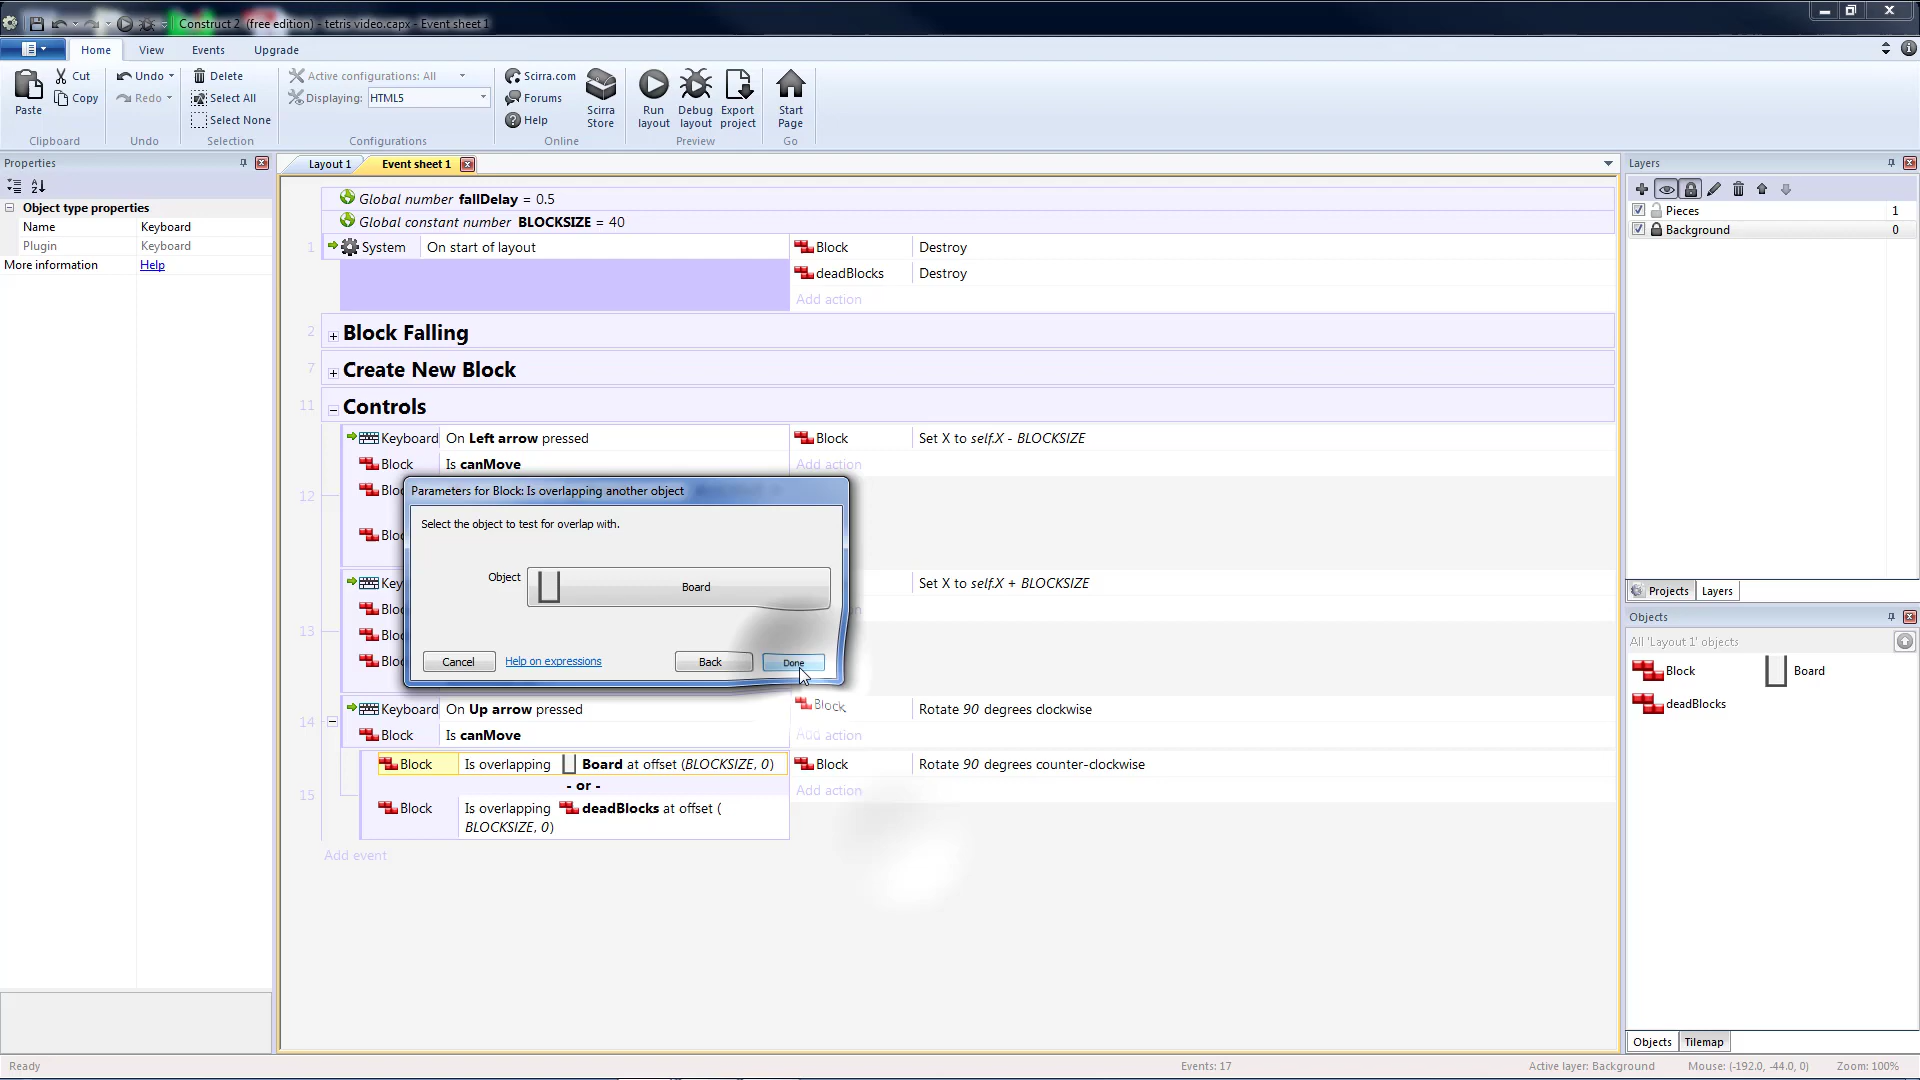 Construct 2 (free edition) - tetris video.capx - Event sheet 1
Home
View
Events
Upgrade
Paste
Cut
Copy
Clipboard
Undo
Redo
Undo
Delete
Select All
Select None
Selection
Active configurations: All
Displaying: HTML5
Configurations
Scirra.com
Forums
Help
Scirra Store
Online
Run layout
Debug layout
Export project
Preview
Start Page
Go
Properties
Object type properties
Name Keyboard
Plugin Keyboard
More information Help
Layout 1
Event sheet 1
Global number fallDelay = 0.5
Global constant number BLOCKSIZE = 40
1 System On start of layout Block Destroy
deadBlocks Destroy
Add action
2 Block Falling
7 Create New Block
11 Controls
Keyboard On Left arrow pressed Block Set X to self.X - BLOCKSIZE
Block Is canMove Add action
Parameters for Block: Is overlapping another object
Select the object to test for overlap with.
Object Board
Cancel Help on expressions Back Done
12
Bloc
Bloc
Key Set X to self.X + BLOCKSIZE
Bloc
13 Bloc
Bloc
14 Keyboard On Up arrow pressed Block Rotate 90 degrees clockwise
Block Is canMove Add action
15 Block Is overlapping Board at offset (BLOCKSIZE, 0) Block Rotate 90 degrees counter-clockwise
- or - Add action
Block Is overlapping deadBlocks at offset (
BLOCKSIZE, 0)
Add event
Layers
Pieces 1
Background 0
Projects Layers
Objects
All 'Layout 1' objects
Block Board
deadBlocks
Objects Tilemap
Ready
Events: 17
Active layer: Background
Mouse: (-192.0, -44.0, 0)
Zoom: 100%